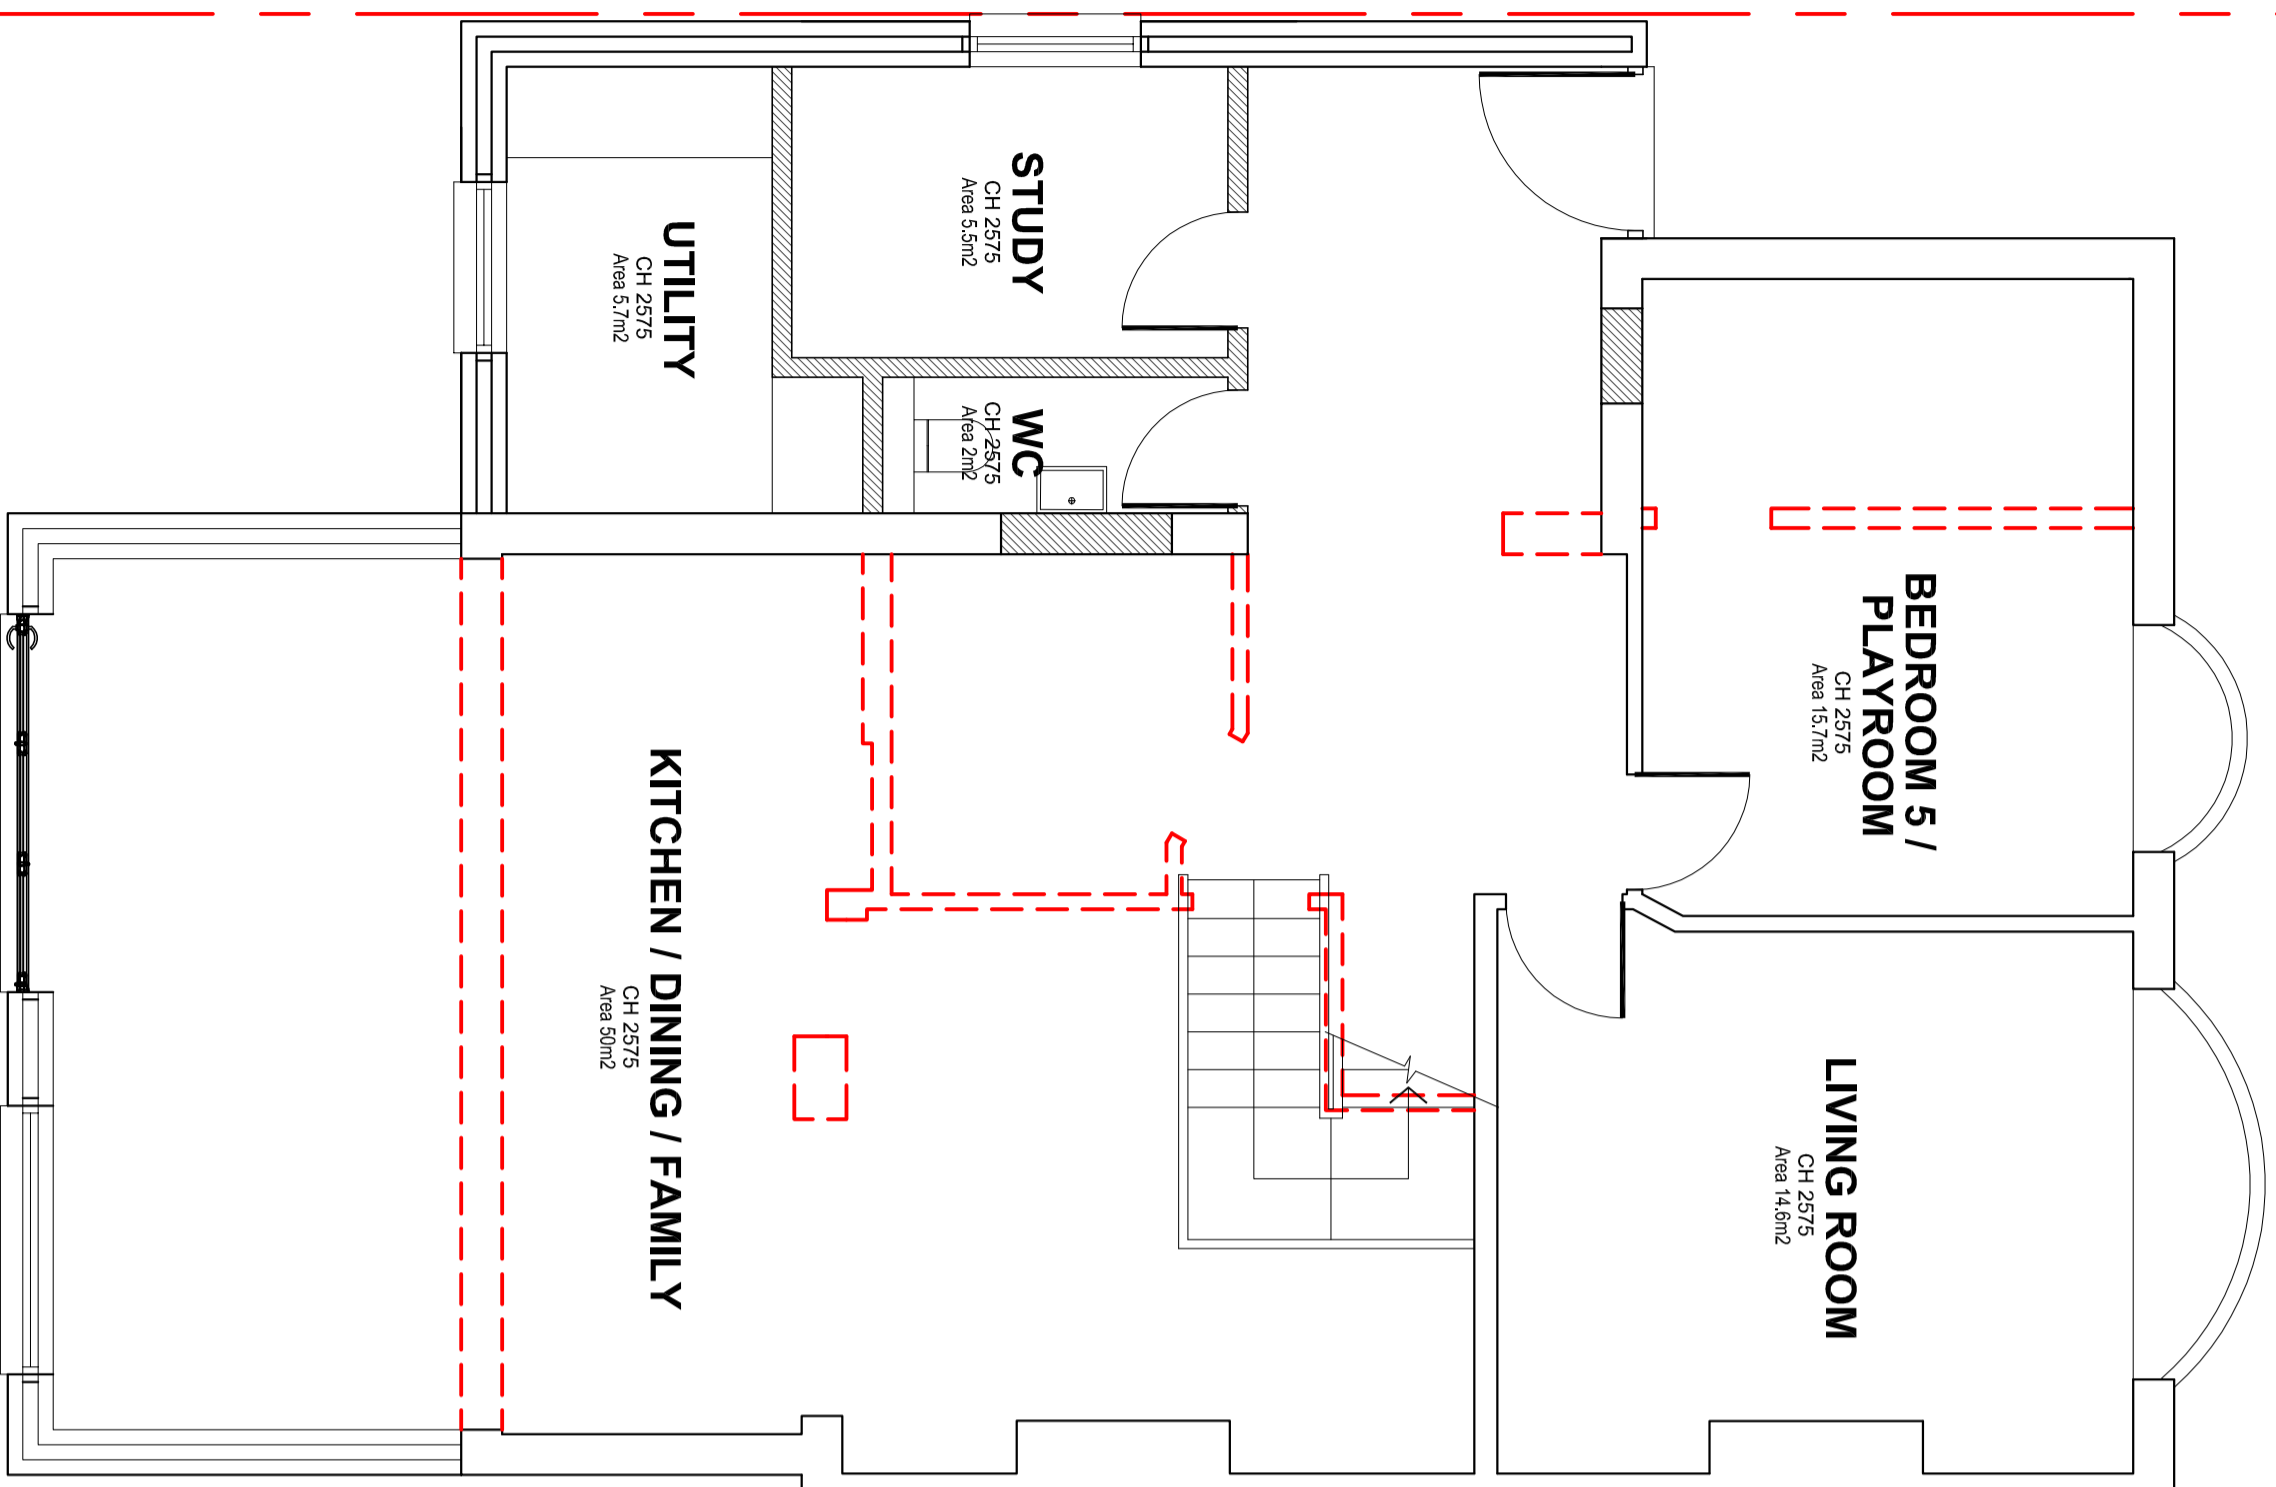 STUDY
CH 2575
Area 5.5m2
UTILITY
CH 2575
Area 5.7m2
WC
CH 2575
Area 2m2
BEDROOM 5 /
PLAYROOM
CH 2575
Area 15.7m2
KITCHEN / DINING / FAMILY
CH 2575
Area 50m2
LIVING ROOM
CH 2575
Area 14.6m2